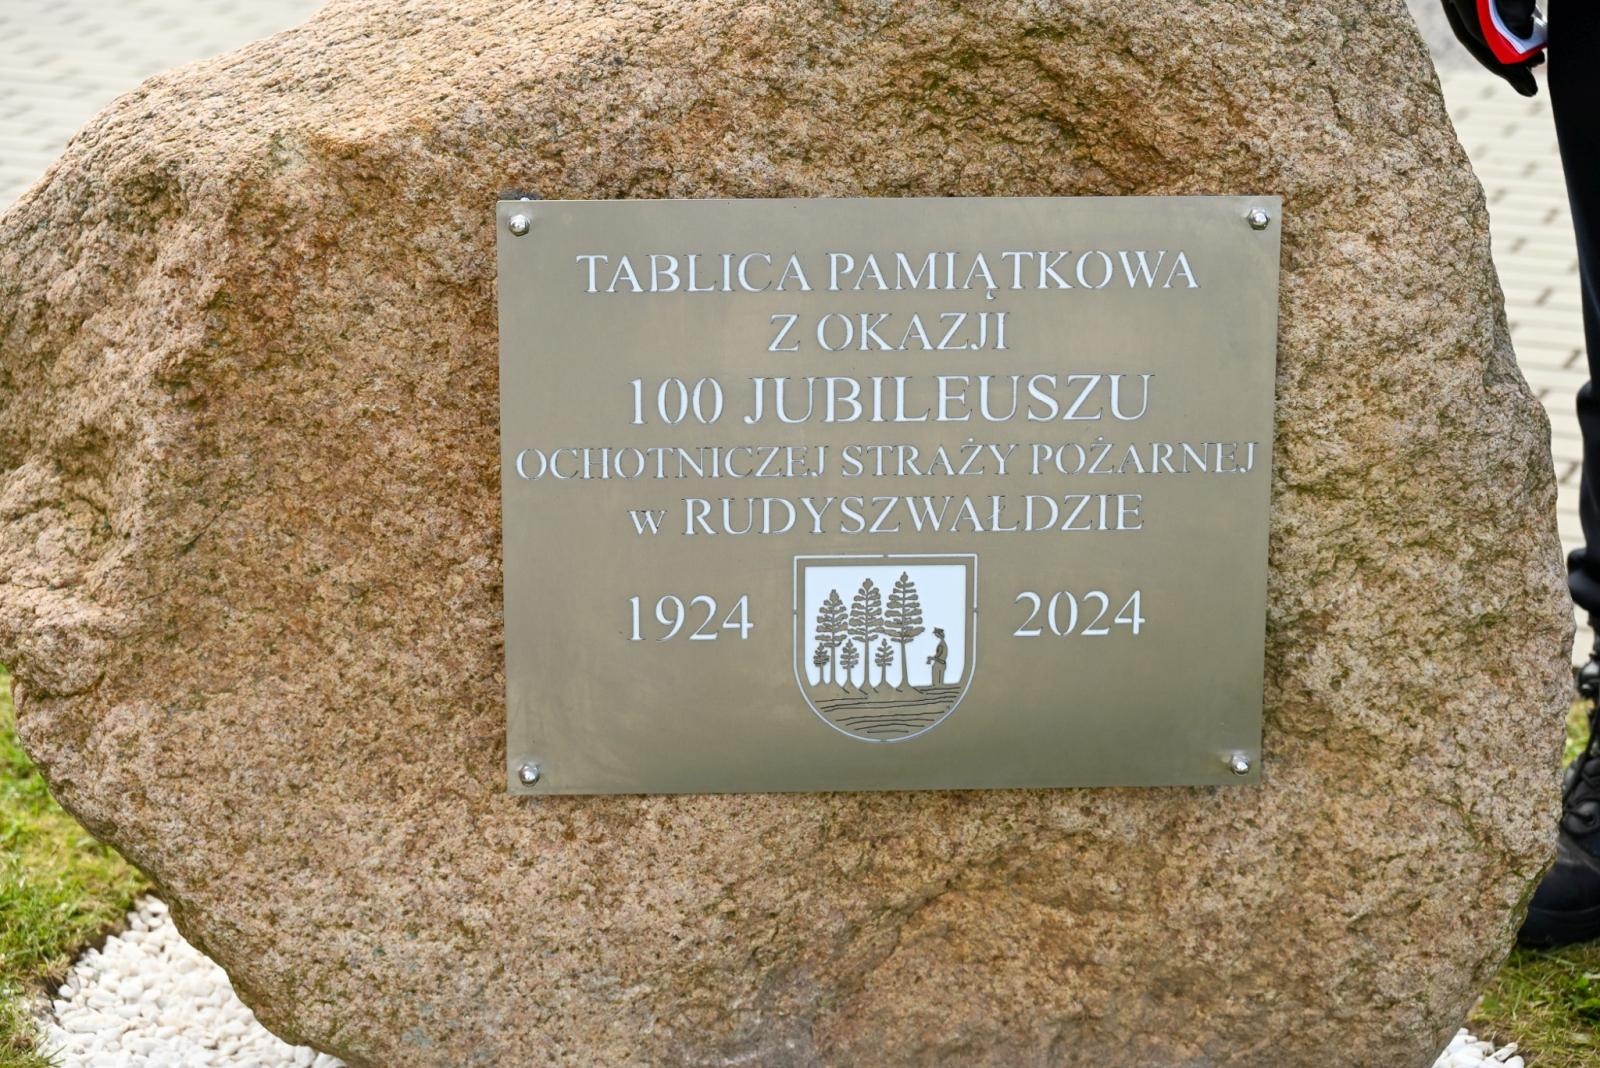 TABLICA PAMIĄTKOWA
Z OKAZJI
100 JUBILEUSZU
OCHOTNICZEJ STRAŻY POŻARNEJ
w RUDYSZWAŁDZIE
1924 2024